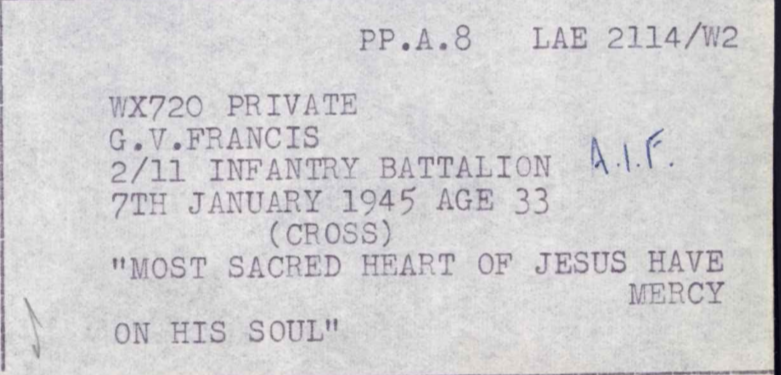 PP.A.8 LAE 2114/W2
WX720 PRIVATE
G.V.FRANCIS
2/11 INFANTRY BATTALION A.I.F.
7TH JANUARY 1945 AGE 33
(CROSS)
"MOST SACRED HEART OF JESUS HAVE
MERCY
ON HIS SOUL"